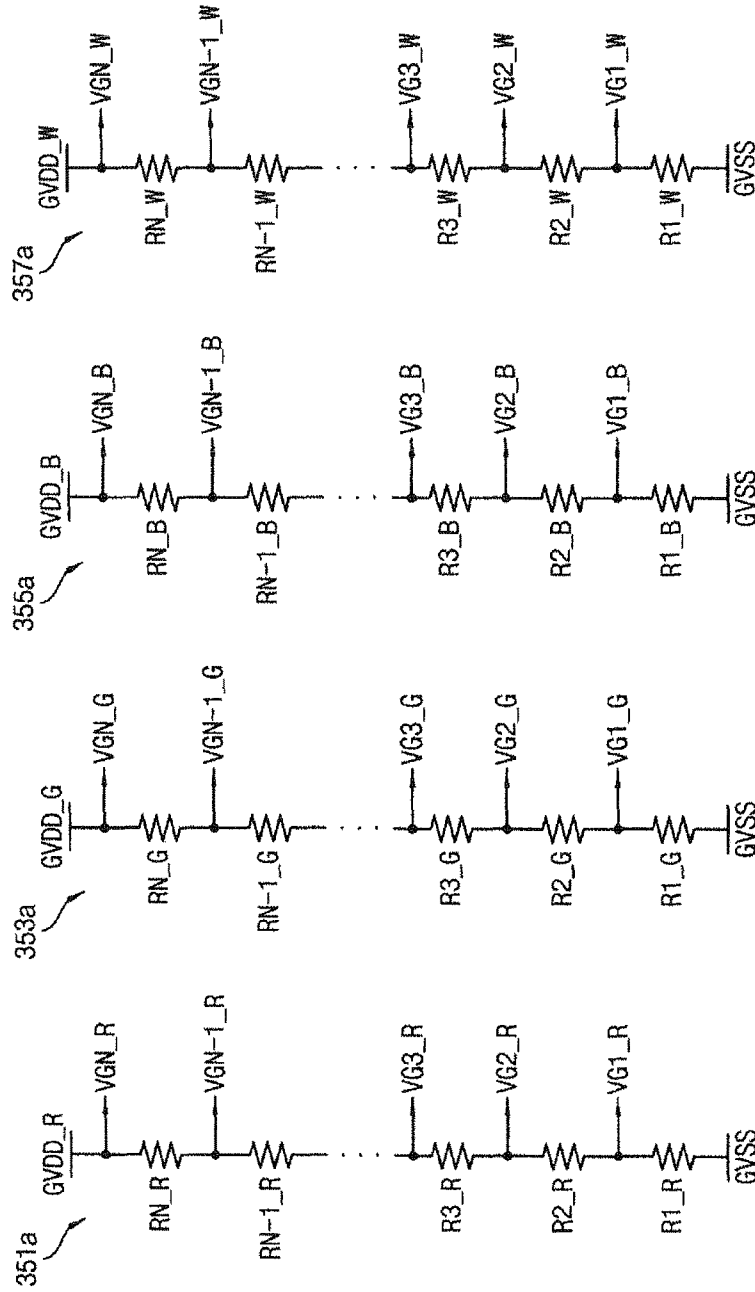 351a
GVDD_R
VGN_R
RN_R
VGN-1_R
RN-1_R
VG3_R
R3_R
VG2_R
R2_R
VG1_R
R1_R
GVSS
353a
GVDD_G
VGN_G
RN_G
VGN-1_G
RN-1_G
VG3_G
R3_G
VG2_G
R2_G
VG1_G
R1_G
GVSS
355a
GVDD_B
VGN_B
RN_B
VGN-1_B
RN-1_B
VG3_B
R3_B
VG2_B
R2_B
VG1_B
R1_B
GVSS
357a
GVDD_W
VGN_W
RN_W
VGN-1_W
RN-1_W
VG3_W
R3_W
VG2_W
R2_W
VG1_W
R1_W
GVSS